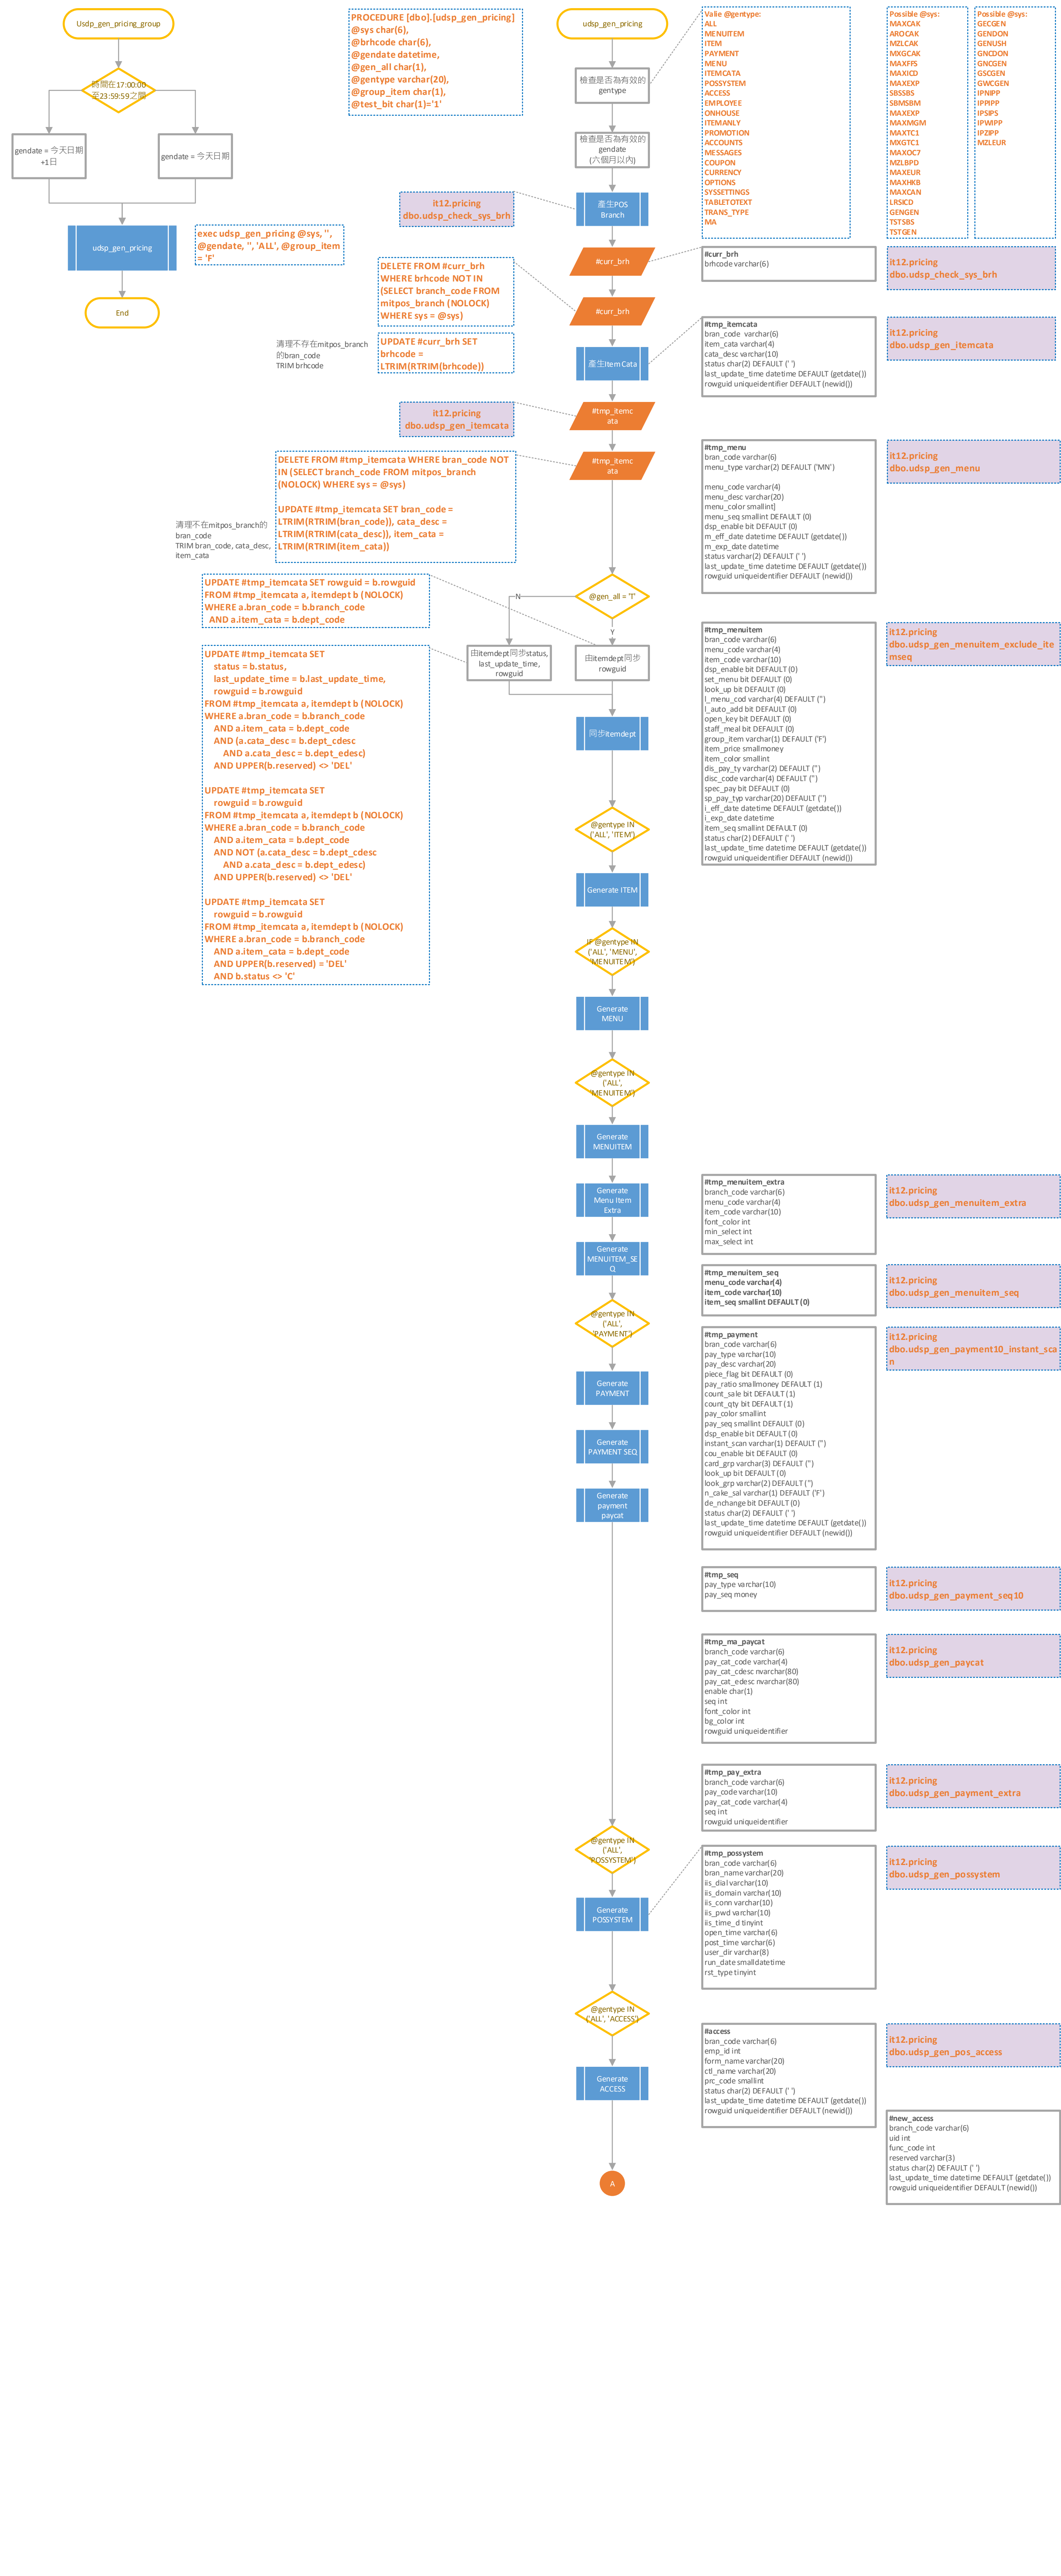 Usdp_gen_pricing_group
時間在17:00:00
至23:59:59之間
gendate = 今天日期
+1日
gendate = 今天日期
udsp_gen_pricing
exec udsp_gen_pricing @sys, '',
@gendate, '', 'ALL', @group_item
= 'F'
End
PROCEDURE [dbo].[udsp_gen_pricing]
@sys char(6),
@brhcode char(6),
@gendate datetime,
@gen_all char(1),
@gentype varchar(20),
@group_item char(1),
@test_bit char(1)='1'
udsp_gen_pricing
檢查是否為有效的
gentype
檢查是否為有效的
gendate
(六個月以內)
產生POS
Branch
it12.pricing
dbo.udsp_check_sys_brh
#curr_brh
DELETE FROM #curr_brh
WHERE brhcode NOT IN
(SELECT branch_code FROM
mitpos_branch (NOLOCK)
WHERE sys = @sys)
#curr_brh
清理不存在mitpos_branch
的bran_code
TRIM brhcode
UPDATE #curr_brh SET
brhcode =
LTRIM(RTRIM(brhcode))
產生Item Cata
it12.pricing
dbo.udsp_gen_itemcata
#tmp_itemc
ata
#tmp_itemc
ata
DELETE FROM #tmp_itemcata WHERE bran_code NOT
IN (SELECT branch_code FROM mitpos_branch
(NOLOCK) WHERE sys = @sys)
UPDATE #tmp_itemcata SET bran_code =
LTRIM(RTRIM(bran_code)), cata_desc =
LTRIM(RTRIM(cata_desc)), item_cata =
LTRIM(RTRIM(item_cata))
清理不在mitpos_branch的
bran_code
TRIM bran_code, cata_desc,
item_cata
UPDATE #tmp_itemcata SET rowguid = b.rowguid
FROM #tmp_itemcata a, itemdept b (NOLOCK)
WHERE a.bran_code = b.branch_code
AND a.item_cata = b.dept_code
@gen_all = 'T'
N
Y
由itemdept同步status,
last_update_time,
rowguid
由itemdept同步
rowguid
UPDATE #tmp_itemcata SET
status = b.status,
last_update_time = b.last_update_time,
rowguid = b.rowguid
FROM #tmp_itemcata a, itemdept b (NOLOCK)
WHERE a.bran_code = b.branch_code
AND a.item_cata = b.dept_code
AND (a.cata_desc = b.dept_cdesc
AND a.cata_desc = b.dept_edesc)
AND UPPER(b.reserved) <> 'DEL'
UPDATE #tmp_itemcata SET
rowguid = b.rowguid
FROM #tmp_itemcata a, itemdept b (NOLOCK)
WHERE a.bran_code = b.branch_code
AND a.item_cata = b.dept_code
AND NOT (a.cata_desc = b.dept_cdesc
AND a.cata_desc = b.dept_edesc)
AND UPPER(b.reserved) <> 'DEL'
UPDATE #tmp_itemcata SET
rowguid = b.rowguid
FROM #tmp_itemcata a, itemdept b (NOLOCK)
WHERE a.bran_code = b.branch_code
AND a.item_cata = b.dept_code
AND UPPER(b.reserved) = 'DEL'
AND b.status <> 'C'
同步itemdept
@gentype IN
('ALL', 'ITEM')
Generate ITEM
IF @gentype IN
('ALL', 'MENU',
'MENUITEM')
Generate
MENU
@gentype IN
('ALL',
'MENUITEM')
Generate
MENUITEM
Generate
Menu Item
Extra
Generate
MENUITEM_SE
Q
@gentype IN
('ALL',
'PAYMENT')
Generate
PAYMENT
Generate
PAYMENT SEQ
Generate
payment
paycat
@gentype IN
('ALL',
'POSSYSTEM')
Generate
POSSYSTEM
@gentype IN
('ALL', 'ACCESS')
Generate
ACCESS
A
Valie @gentype:
ALL
MENUITEM
ITEM
PAYMENT
MENU
ITEMCATA
POSSYSTEM
ACCESS
EMPLOYEE
ONHOUSE
ITEMANLY
PROMOTION
ACCOUNTS
MESSAGES
COUPON
CURRENCY
OPTIONS
SYSSETTINGS
TABLETOTEXT
TRANS_TYPE
MA
Possible @sys:
MAXCAK
AROCAK
MZLCAK
MXGCAK
MAXFFS
MAXICD
MAXEXP
SBSSBS
SBMSBM
MAXEXP
MAXMGM
MAXTC1
MXGTC1
MAXOC7
MZLBPD
MAXEUR
MAXHKB
MAXCAN
LRSICD
GENGEN
TSTSBS
TSTGEN
Possible @sys:
GECGEN
GENDON
GENUSH
GNCDON
GNCGEN
GSCGEN
GWCGEN
IPNIPP
IPPIPP
IPSIPS
IPWIPP
IPZIPP
MZLEUR
#curr_brh
brhcode varchar(6)
it12.pricing
dbo.udsp_check_sys_brh
#tmp_itemcata
bran_code  varchar(6)
item_cata varchar(4)
cata_desc varchar(10)
status char(2) DEFAULT (' ')
last_update_time datetime DEFAULT (getdate())
rowguid uniqueidentifier DEFAULT (newid())
it12.pricing
dbo.udsp_gen_itemcata
#tmp_menu
bran_code varchar(6)
menu_type varchar(2) DEFAULT ('MN')
menu_code varchar(4)
menu_desc varchar(20)
menu_color smallint]
menu_seq smallint DEFAULT (0)
dsp_enable bit DEFAULT (0)
m_eff_date datetime DEFAULT (getdate())
m_exp_date datetime
status varchar(2) DEFAULT (' ')
last_update_time datetime DEFAULT (getdate())
rowguid uniqueidentifier DEFAULT (newid())
it12.pricing
dbo.udsp_gen_menu
#tmp_menuitem
bran_code varchar(6)
menu_code varchar(4)
item_code varchar(10)
dsp_enable bit DEFAULT (0)
set_menu bit DEFAULT (0)
look_up bit DEFAULT (0)
l_menu_cod varchar(4) DEFAULT ('')
l_auto_add bit DEFAULT (0)
open_key bit DEFAULT (0)
staff_meal bit DEFAULT (0)
group_item varchar(1) DEFAULT ('F')
item_price smallmoney
item_color smallint
dis_pay_ty varchar(2) DEFAULT ('')
disc_code varchar(4) DEFAULT ('')
spec_pay bit DEFAULT (0)
sp_pay_typ varchar(20) DEFAULT ('')
i_eff_date datetime DEFAULT (getdate())
i_exp_date datetime
item_seq smallint DEFAULT (0)
status char(2) DEFAULT (' ')
last_update_time datetime DEFAULT (getdate())
rowguid uniqueidentifier DEFAULT (newid())
it12.pricing
dbo.udsp_gen_menuitem_exclude_ite
mseq
#tmp_menuitem_extra
branch_code varchar(6)
menu_code varchar(4)
item_code varchar(10)
font_color int
min_select int
max_select int
it12.pricing
dbo.udsp_gen_menuitem_extra
#tmp_menuitem_seq
menu_code varchar(4)
item_code varchar(10)
item_seq smallint DEFAULT (0)
it12.pricing
dbo.udsp_gen_menuitem_seq
#tmp_payment
bran_code varchar(6)
pay_type varchar(10)
pay_desc varchar(20)
piece_flag bit DEFAULT (0)
pay_ratio smallmoney DEFAULT (1)
count_sale bit DEFAULT (1)
count_qty bit DEFAULT (1)
pay_color smallint
pay_seq smallint DEFAULT (0)
dsp_enable bit DEFAULT (0)
instant_scan varchar(1) DEFAULT ('')
cou_enable bit DEFAULT (0)
card_grp varchar(3) DEFAULT ('')
look_up bit DEFAULT (0)
look_grp varchar(2) DEFAULT ('')
n_cake_sal varchar(1) DEFAULT ('F')
de_nchange bit DEFAULT (0)
status char(2) DEFAULT (' ')
last_update_time datetime DEFAULT (getdate())
rowguid uniqueidentifier DEFAULT (newid())
it12.pricing
dbo.udsp_gen_payment10_instant_sca
n
#tmp_seq
pay_type varchar(10)
pay_seq money
it12.pricing
dbo.udsp_gen_payment_seq10
#tmp_ma_paycat
branch_code varchar(6)
pay_cat_code varchar(4)
pay_cat_cdesc nvarchar(80)
pay_cat_edesc nvarchar(80)
enable char(1)
seq int
font_color int
bg_color int
rowguid uniqueidentifier
it12.pricing
dbo.udsp_gen_paycat
#tmp_pay_extra
branch_code varchar(6)
pay_code varchar(10)
pay_cat_code varchar(4)
seq int
rowguid uniqueidentifier
it12.pricing
dbo.udsp_gen_payment_extra
#tmp_possystem
bran_code varchar(6)
bran_name varchar(20)
iis_dial varchar(10)
iis_domain varchar(10)
iis_conn varchar(10)
iis_pwd varchar(10)
iis_time_d tinyint
open_time varchar(6)
post_time varchar(6)
user_dir varchar(8)
run_date smalldatetime
rst_type tinyint
it12.pricing
dbo.udsp_gen_possystem
#access
bran_code varchar(6)
emp_id int
form_name varchar(20)
ctl_name varchar(20)
prc_code smallint
status char(2) DEFAULT (' ')
last_update_time datetime DEFAULT (getdate())
rowguid uniqueidentifier DEFAULT (newid())
it12.pricing
dbo.udsp_gen_pos_access
#new_access
branch_code varchar(6)
uid int
func_code int
reserved varchar(3)
status char(2) DEFAULT (' ')
last_update_time datetime DEFAULT (getdate())
rowguid uniqueidentifier DEFAULT (newid())